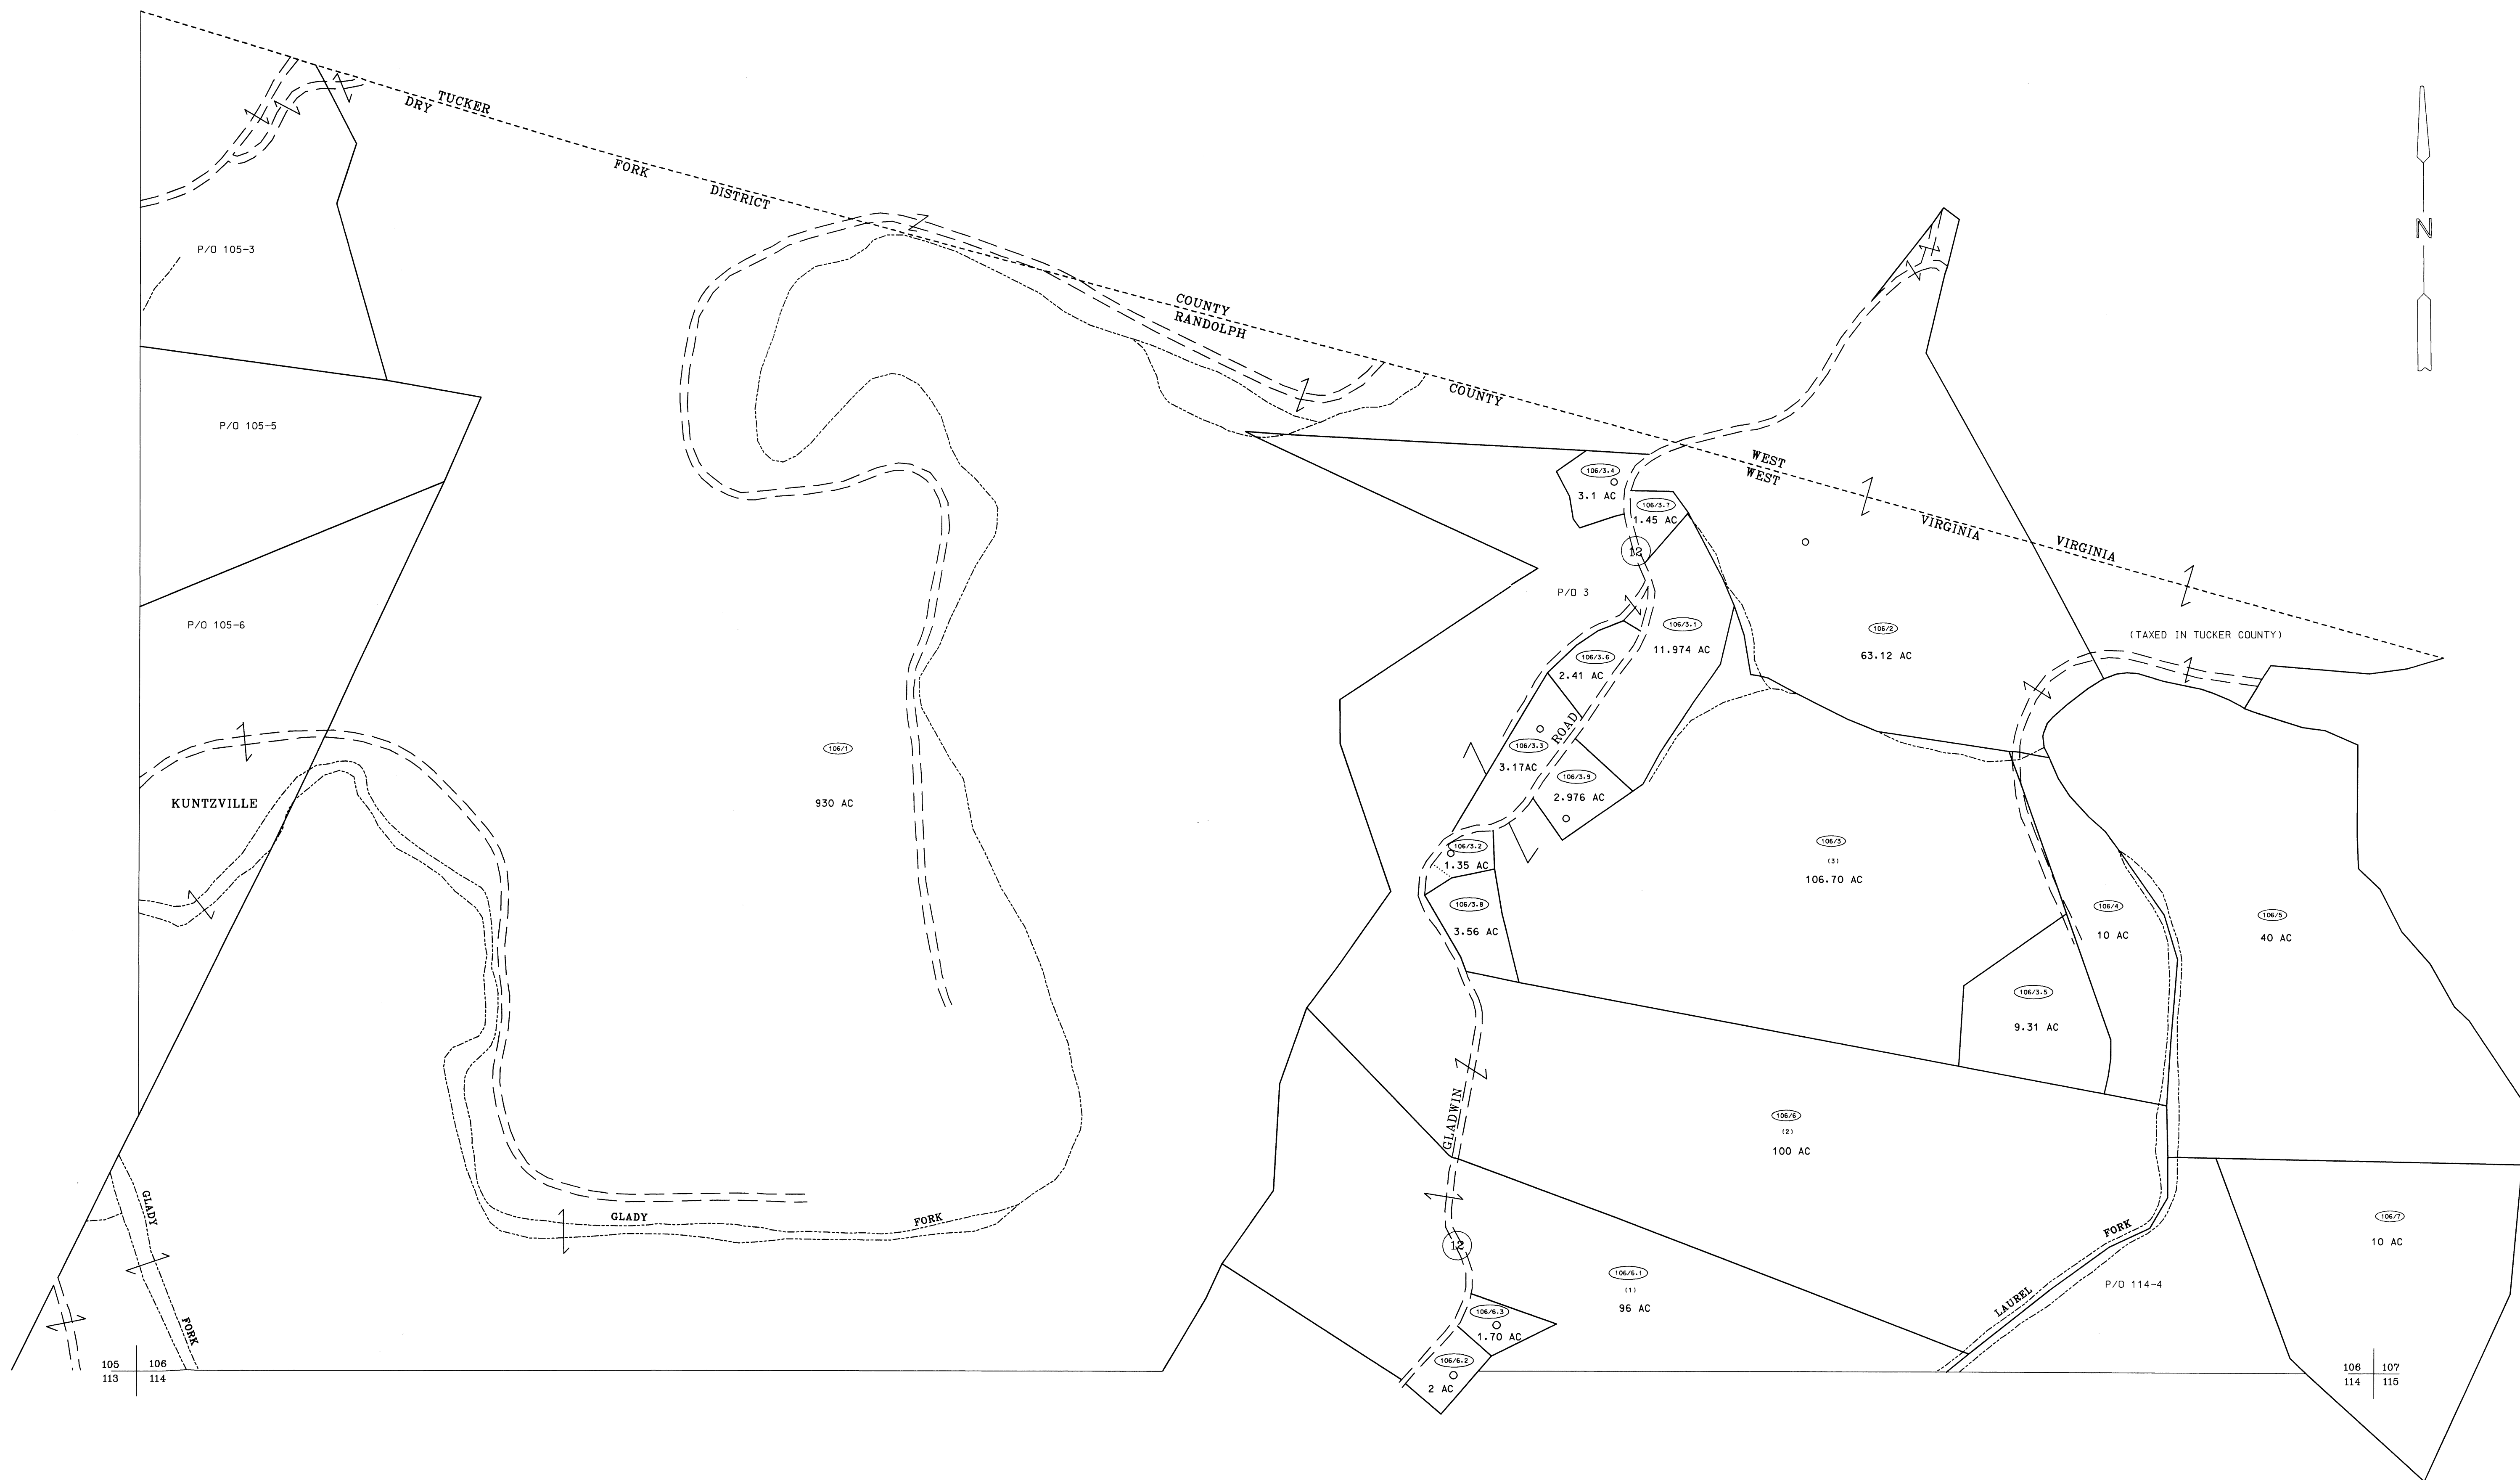 TUCKER
DRY
FORK
DISTRICT
P/O 105-3
N
COUNTY
RANDOLPH
COUNTY
P/O 105-5
WEST
WEST
VIRGINIA
VIRGINIA
106/3.4
3.1 AC
106/3.7
1.45 AC
12
P/O 3
P/O 105-6
106/3.1
11.974 AC
106/2
63.12 AC
(TAXED IN TUCKER COUNTY)
106/3.6
2.41 AC
ROAD
106/1
930 AC
106/3.3
3.17AC
106/3.9
2.976 AC
KUNTZVILLE
106/3.2
1.35 AC
106/3
(3)
106.70 AC
106/3.8
3.56 AC
106/4
10 AC
106/5
40 AC
106/3.5
9.31 AC
GLADWIN
106/6
(2)
100 AC
GLADY
FORK
GLADY
FORK
12
FORK
LAUREL
106/7
10 AC
P/O 114-4
106/6.1
(1)
96 AC
106/6.3
1.70 AC
106/6.2
2 AC
105 106
113 114
106 107
114 115